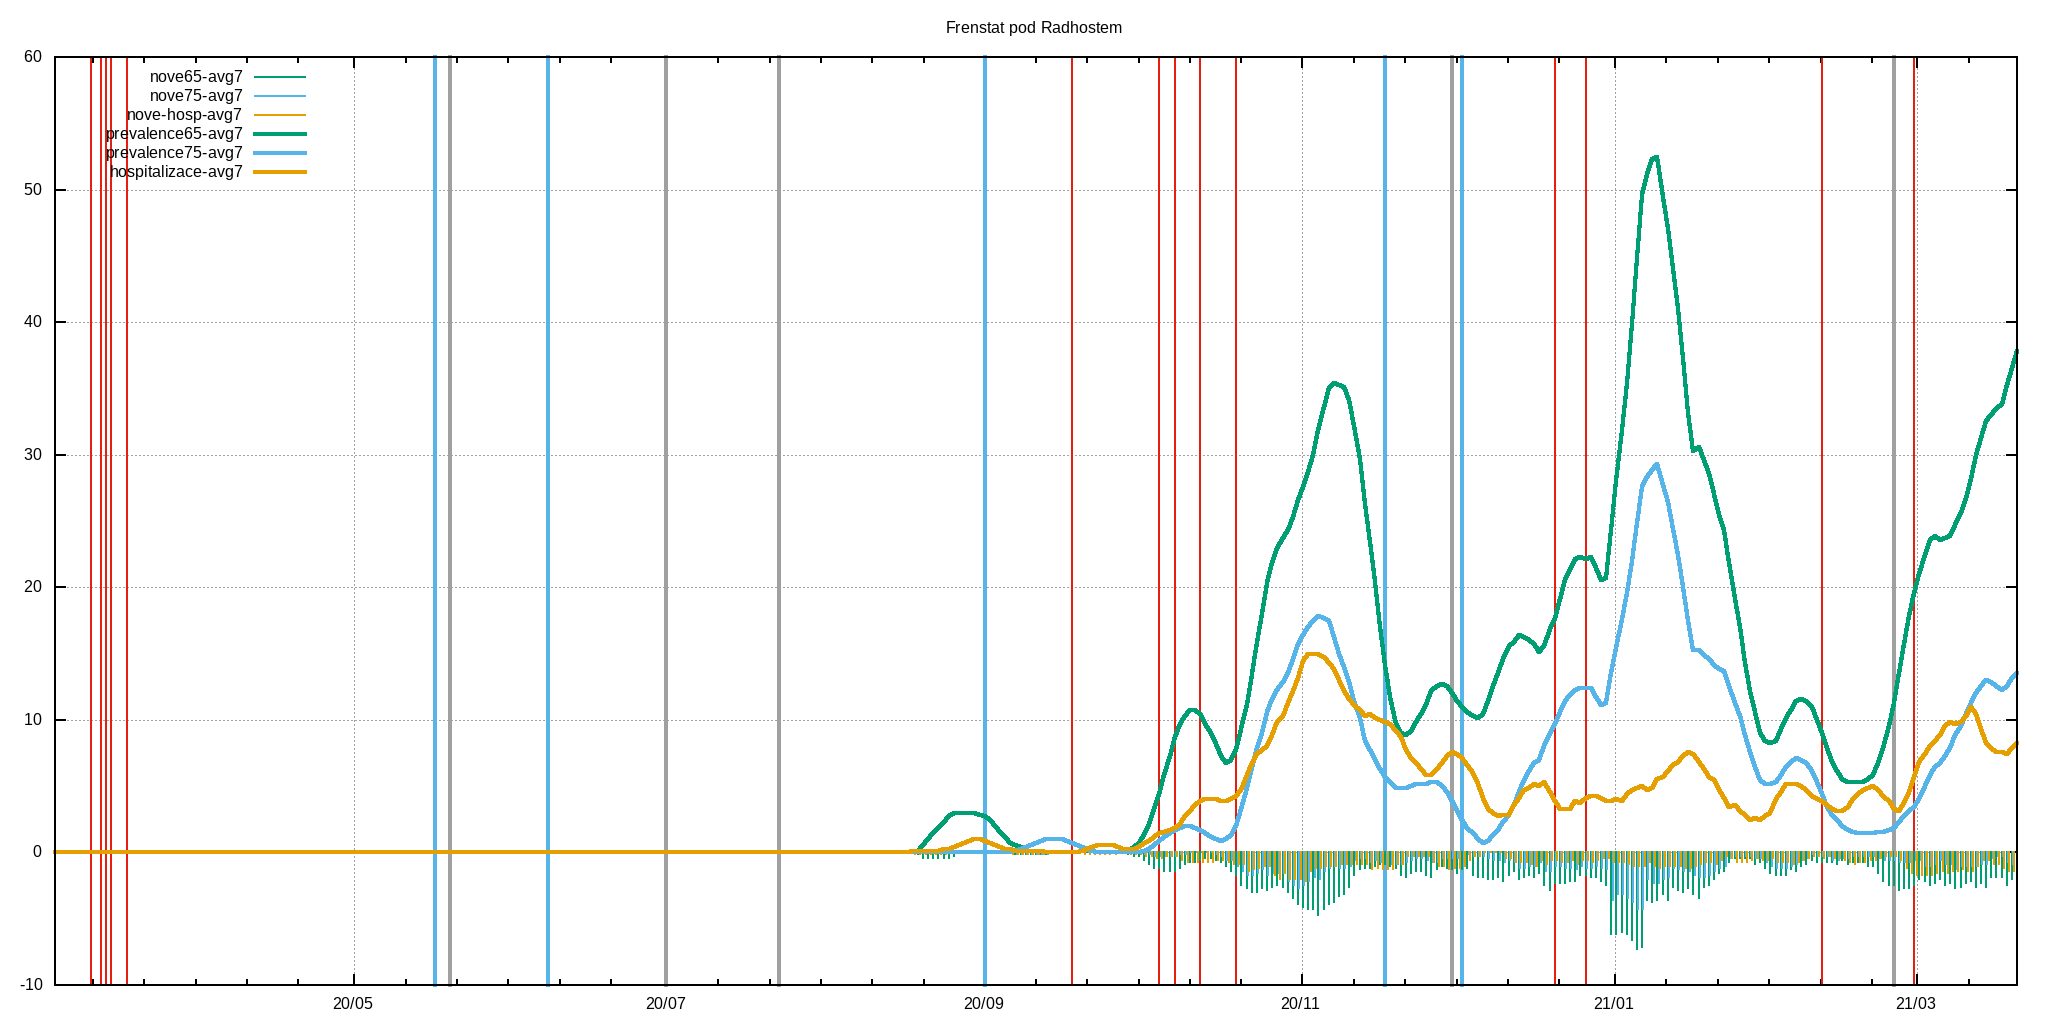 Frenstat pod Radhostem
60
50
40
30
20
10
0
-10
nove65-avg7
nove75-avg7
nove-hosp-avg7
prevalence65-avg7
prevalence75-avg7
hospitalizace-avg7
20/05 20/07 20/09 20/11 21/01 21/03